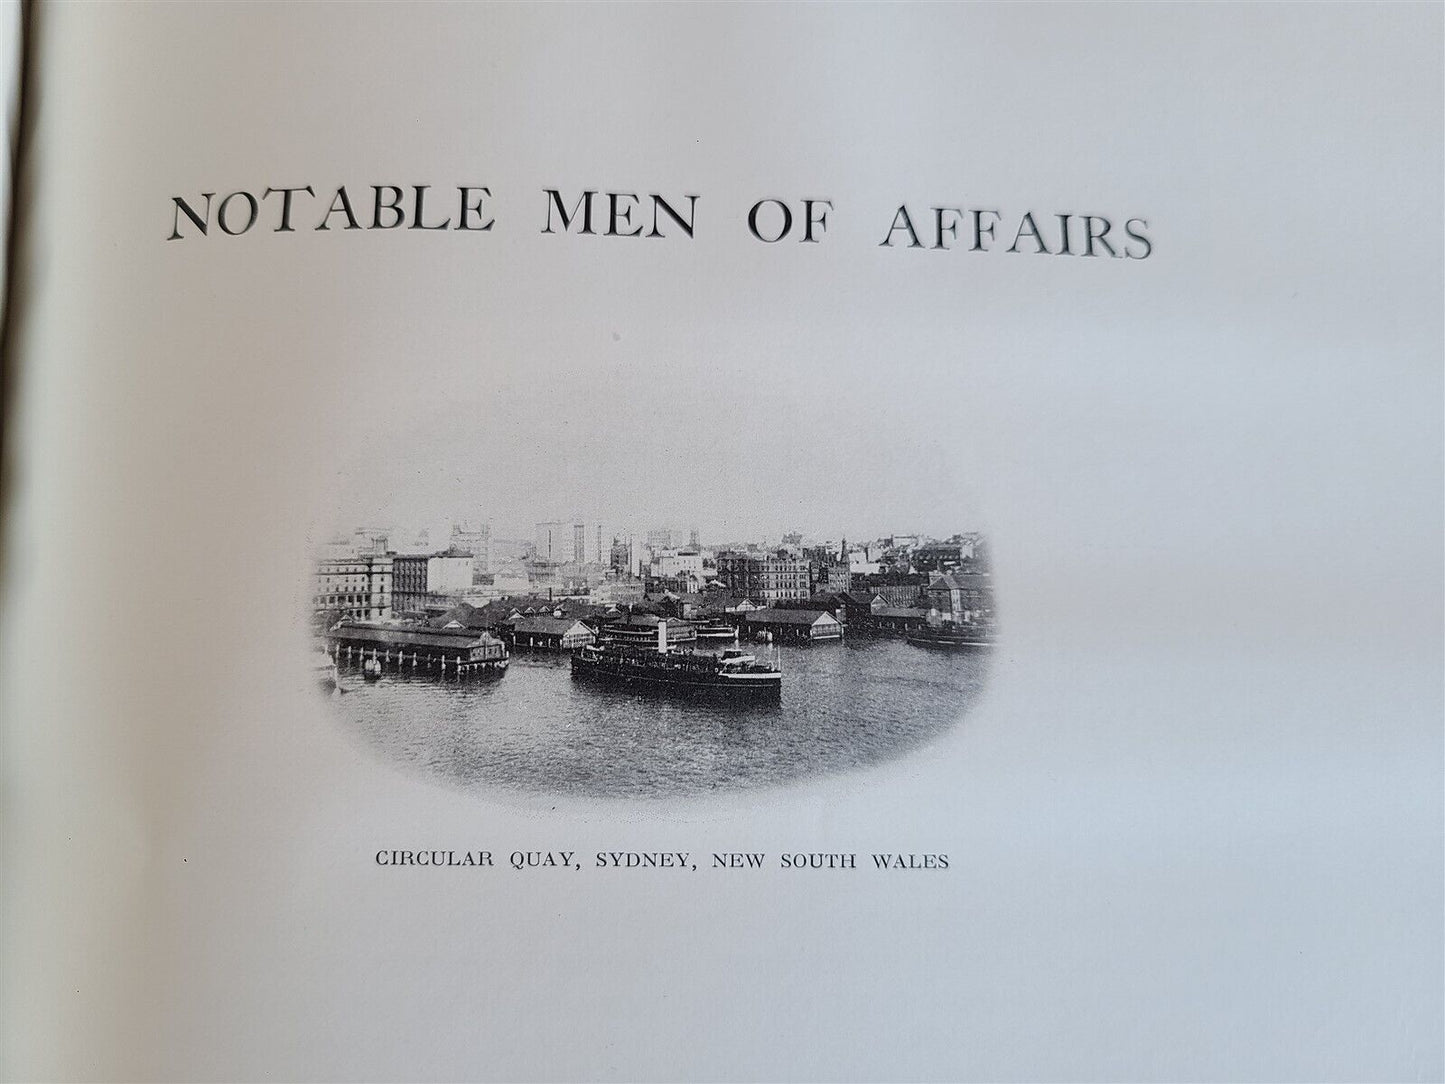 NOTABLE MEN OF AFFAIRS
CIRCULAR QUAY, SYDNEY, NEW SOUTH WALES